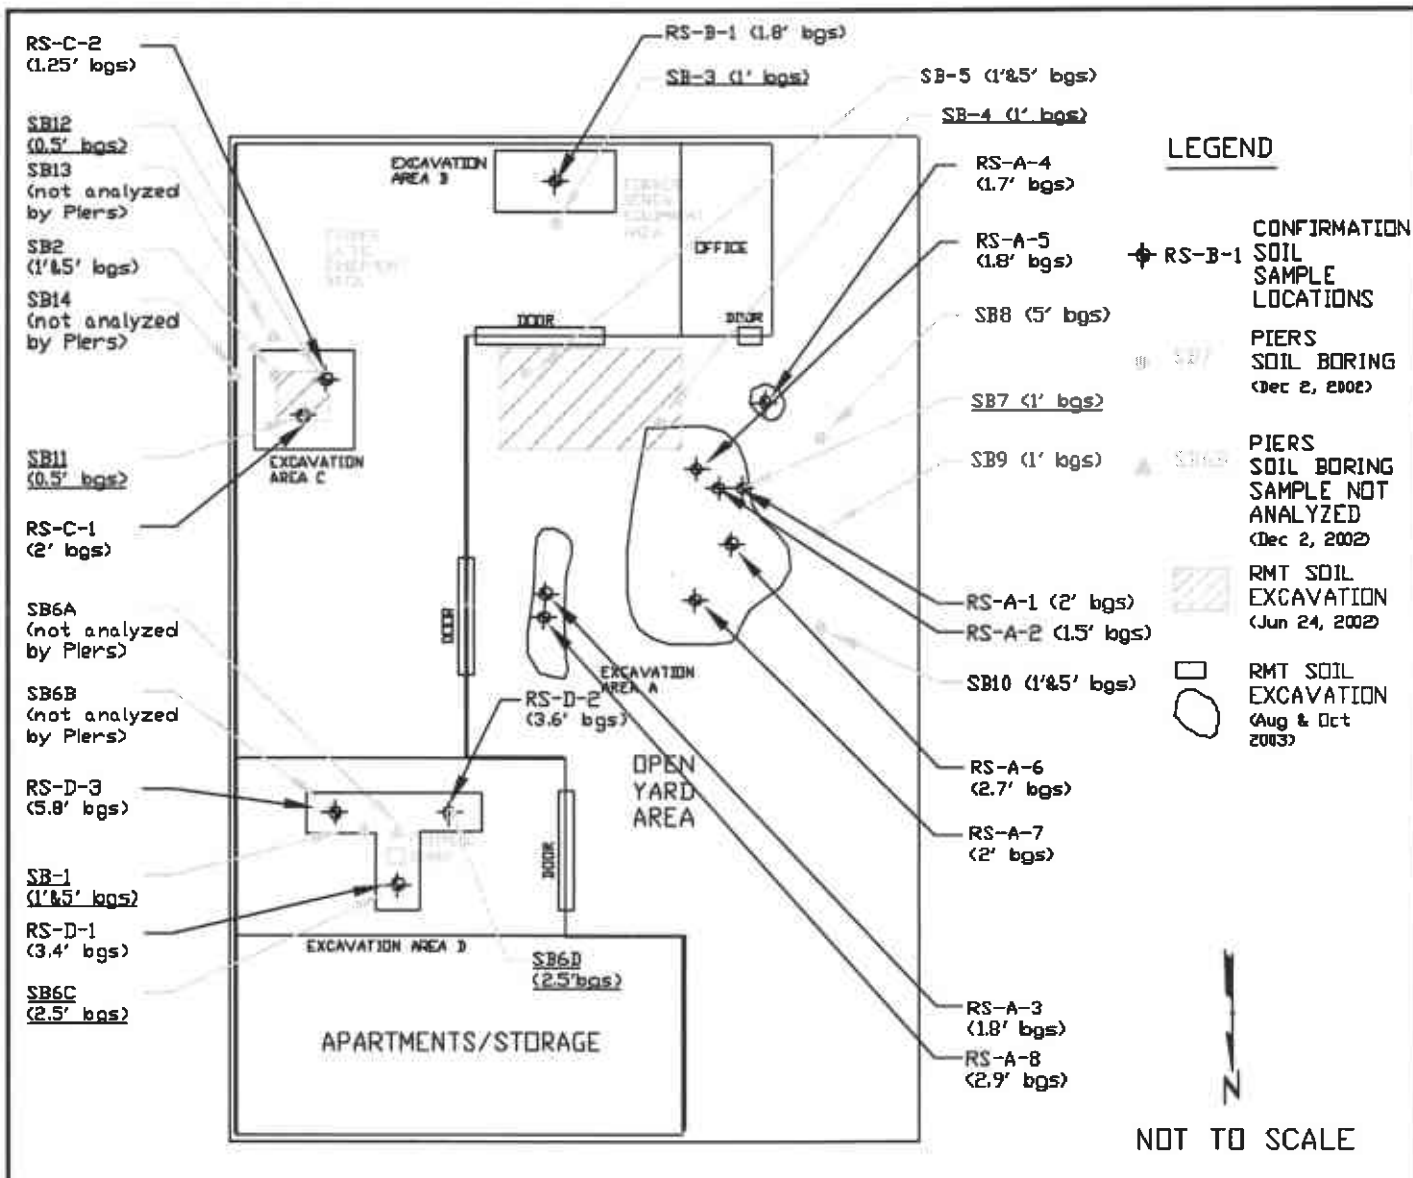 RS-C-2
(1.25' bgs)
SB12
(0.5' bgs)
SB13
(not analyzed
by Piers)
SB2
(1'&5' bgs)
SB14
(not analyzed
by Piers)
SB11
(0.5' bgs)
RS-C-1
(2' bgs)
SB6A
(not analyzed
by Piers)
SB6B
(not analyzed
by Piers)
RS-D-3
(5.8' bgs)
SB-1
(1'&5' bgs)
RS-D-1
(3.4' bgs)
SB6C
(2.5' bgs)
RS-B-1 (1.8' bgs)
SB-3 (1' bgs)
SB-5 (1'&5' bgs)
SB-4 (1' bgs)
EXCAVATION
AREA B
OFFICE
DOOR
DOOR
EXCAVATION
AREA C
DOOR
EXCAVATION
AREA A
RS-D-2
(3.6' bgs)
OPEN
YARD
AREA
DOOR
EXCAVATION AREA D
SB6D
(2.5'bgs)
APARTMENTS/STORAGE
RS-A-4
(1.7' bgs)
RS-A-5
(1.8' bgs)
SB8 (5' bgs)
SB7 (1' bgs)
SB9 (1' bgs)
RS-A-1 (2' bgs)
RS-A-2 (1.5' bgs)
SB10 (1'&5' bgs)
RS-A-6
(2.7' bgs)
RS-A-7
(2' bgs)
RS-A-3
(1.8' bgs)
RS-A-8
(2.9' bgs)
LEGEND
RS-B-1
CONFIRMATION
SOIL
SAMPLE
LOCATIONS
SB7
PIERS
SOIL BORING
(Dec 2, 2002)
SB6B
PIERS
SOIL BORING
SAMPLE NOT
ANALYZED
(Dec 2, 2002)
RMT SOIL
EXCAVATION
(Jun 24, 2002)
RMT SOIL
EXCAVATION
(Aug & Oct
2003)
N
NOT TO SCALE